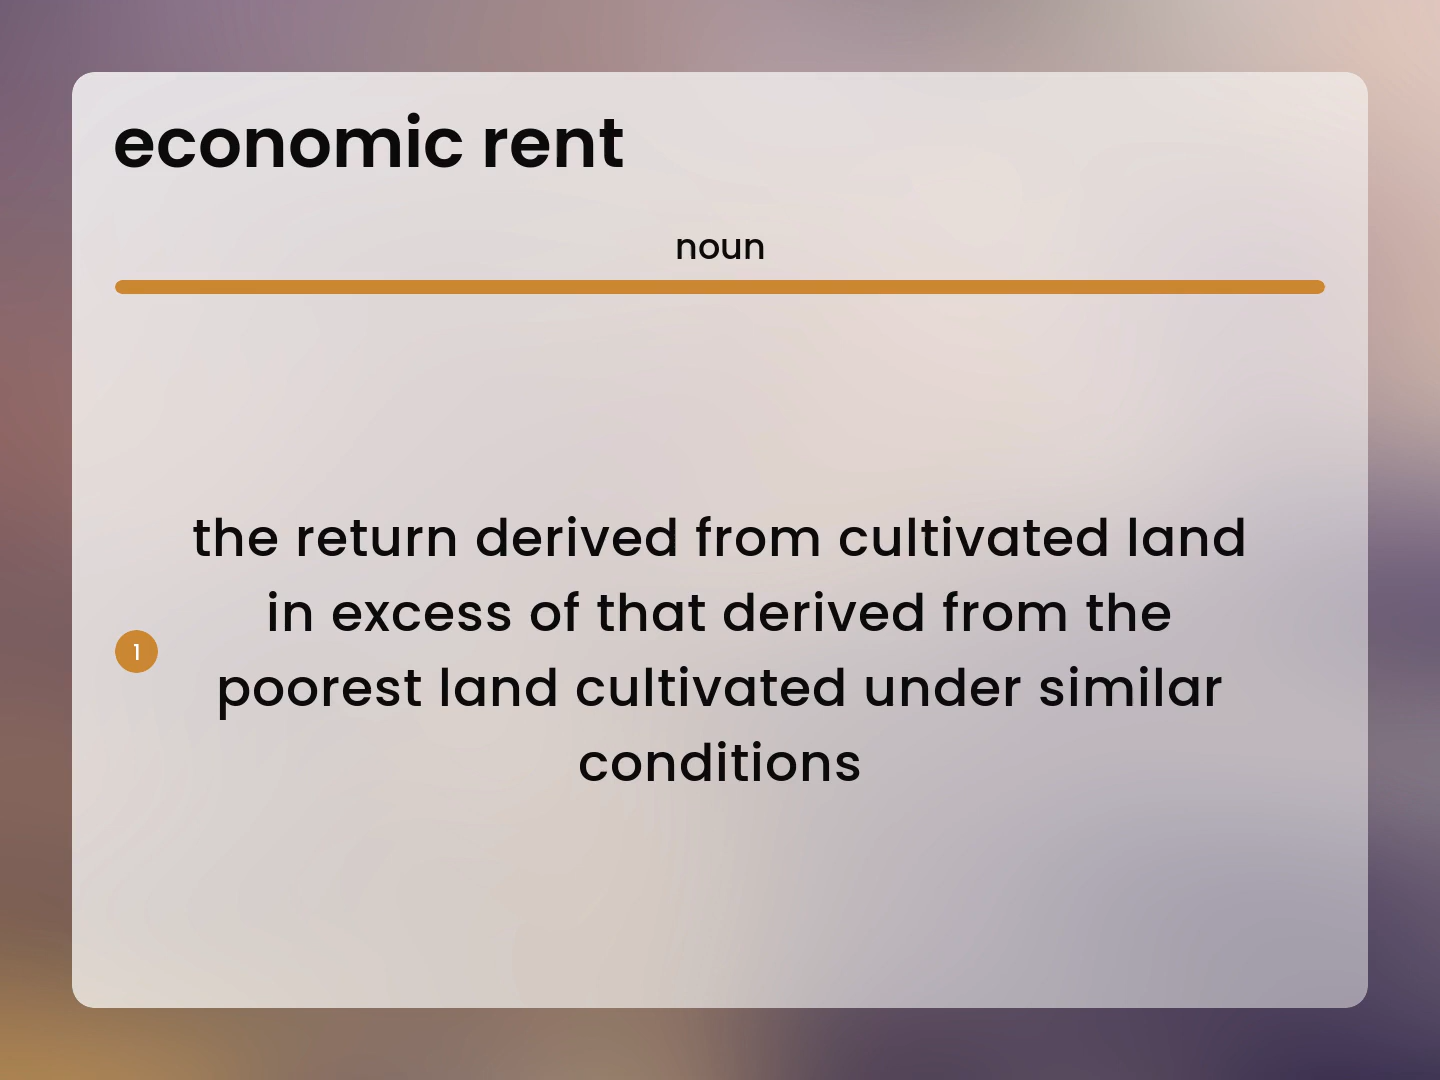 economic rent
noun
1
the return derived from cultivated land
in excess of that derived from the
poorest land cultivated under similar
conditions